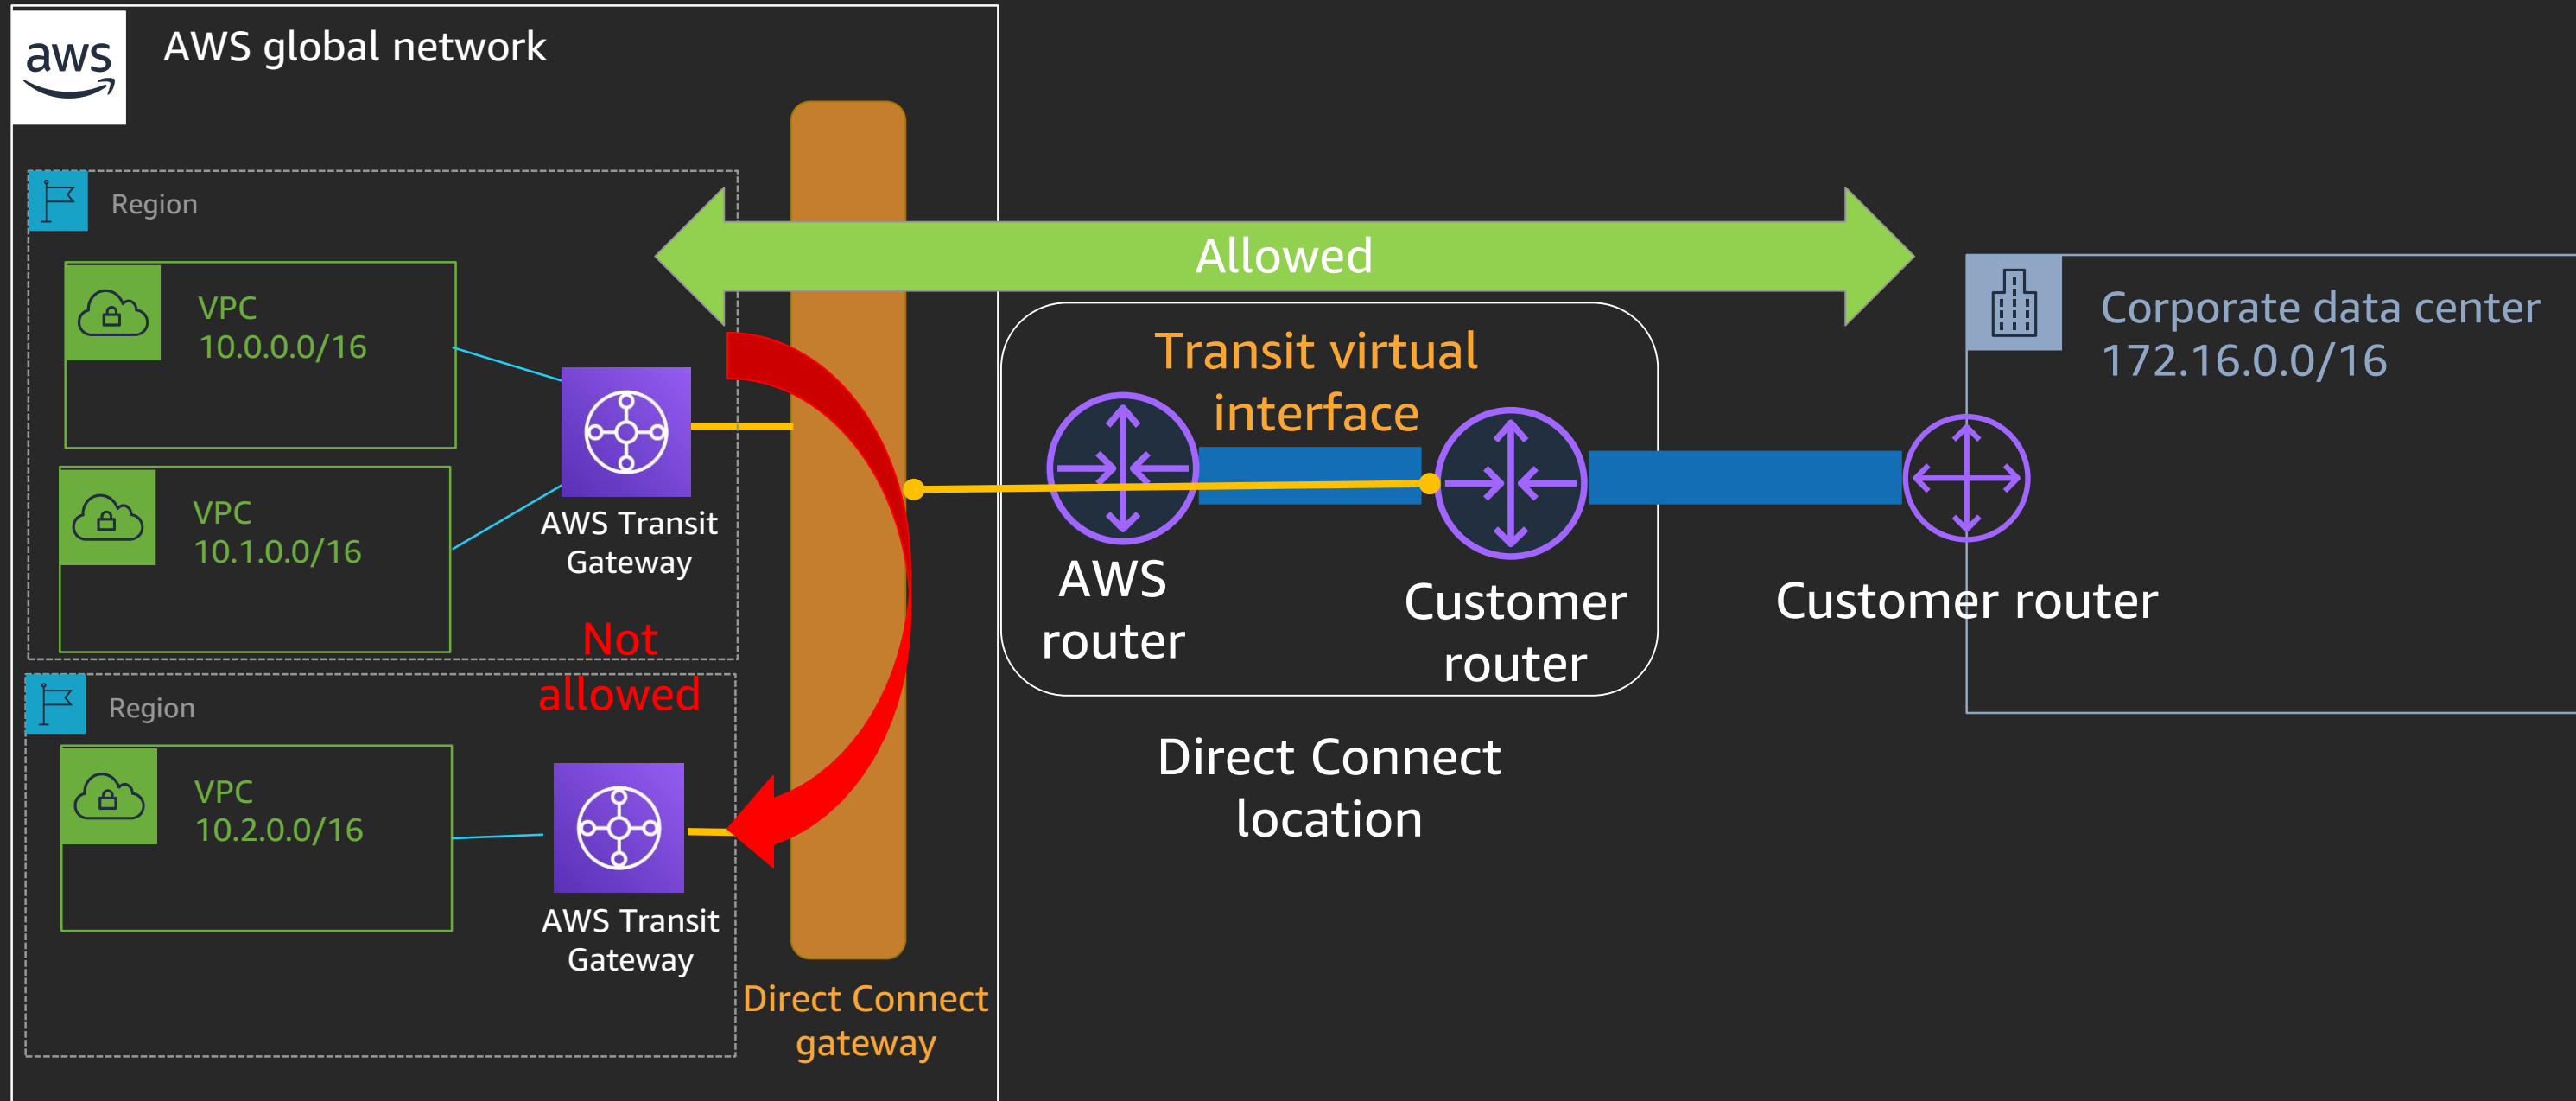 aws
AWS global network
Region
VPC
10.0.0.0/16
VPC
10.1.0.0/16
AWS Transit
Gateway
Not
allowed
Region
VPC
10.2.0.0/16
AWS Transit
Gateway
Direct Connect
gateway
Allowed
Transit virtual
interface
AWS
router
Customer
router
Direct Connect
location
Customer router
Corporate data center
172.16.0.0/16